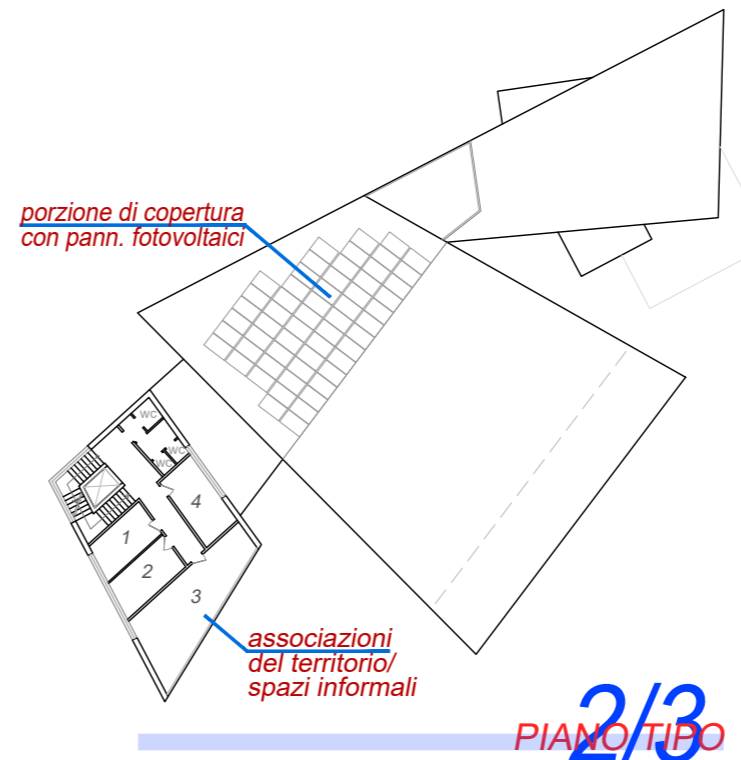 porzione di copertura
con pann. fotovoltaici
WC
WC
WC
4
1
2
3
associazioni
del territorio/
spazi informali
2/3
PIANO TIPO